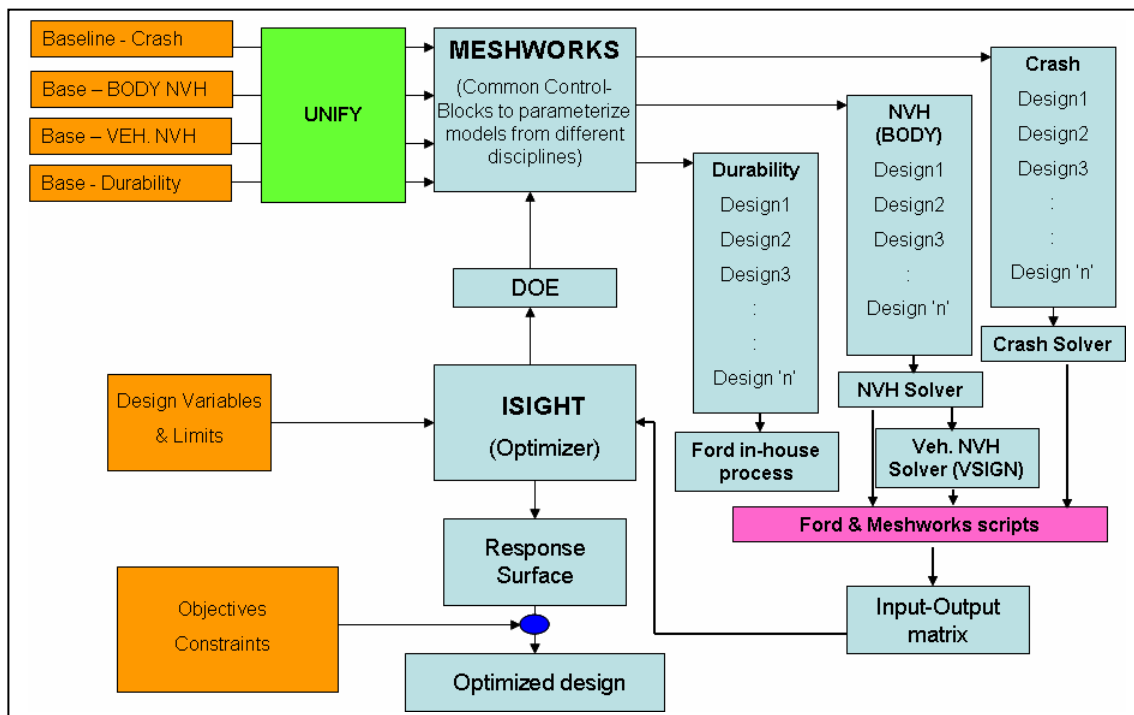 Baseline - Crash
Base – BODY NVH
Base – VEH. NVH
Base - Durability
UNIFY
MESHWORKS
(Common Control-
Blocks to parameterize
models from different
disciplines)
Crash
Design1
Design2
Design3
:
:
Design 'n'
NVH
(BODY)
Design1
Design2
Design3
:
Design 'n'
Durability
Design1
Design2
Design3
:
:
Design 'n'
DOE
Crash Solver
Design Variables
& Limits
ISIGHT
(Optimizer)
NVH Solver
Ford in-house
process
Veh. NVH
Solver (VSIGN)
Ford & Meshworks scripts
Response
Surface
Objectives
Constraints
Input-Output
matrix
Optimized design